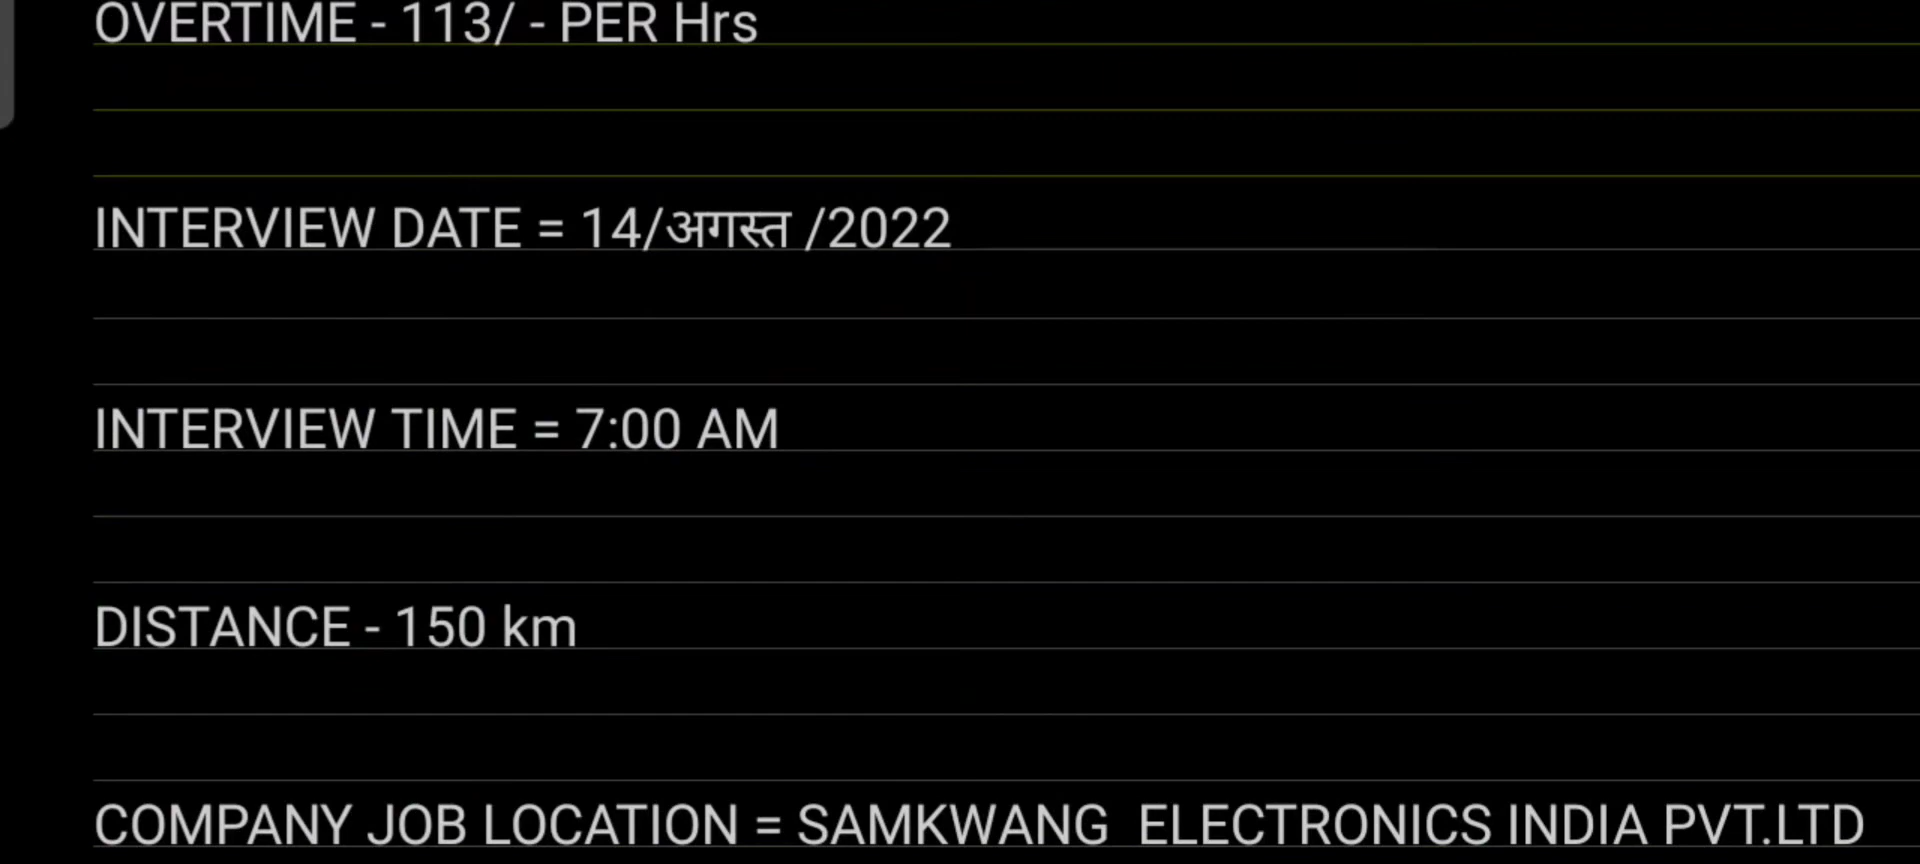 OVERTIME - 113/ - PER Hrs
INTERVIEW DATE = 14/अगस्त /2022
INTERVIEW TIME = 7:00 AM
DISTANCE - 150 km
COMPANY JOB LOCATION = SAMKWANG  ELECTRONICS INDIA PVT.LTD